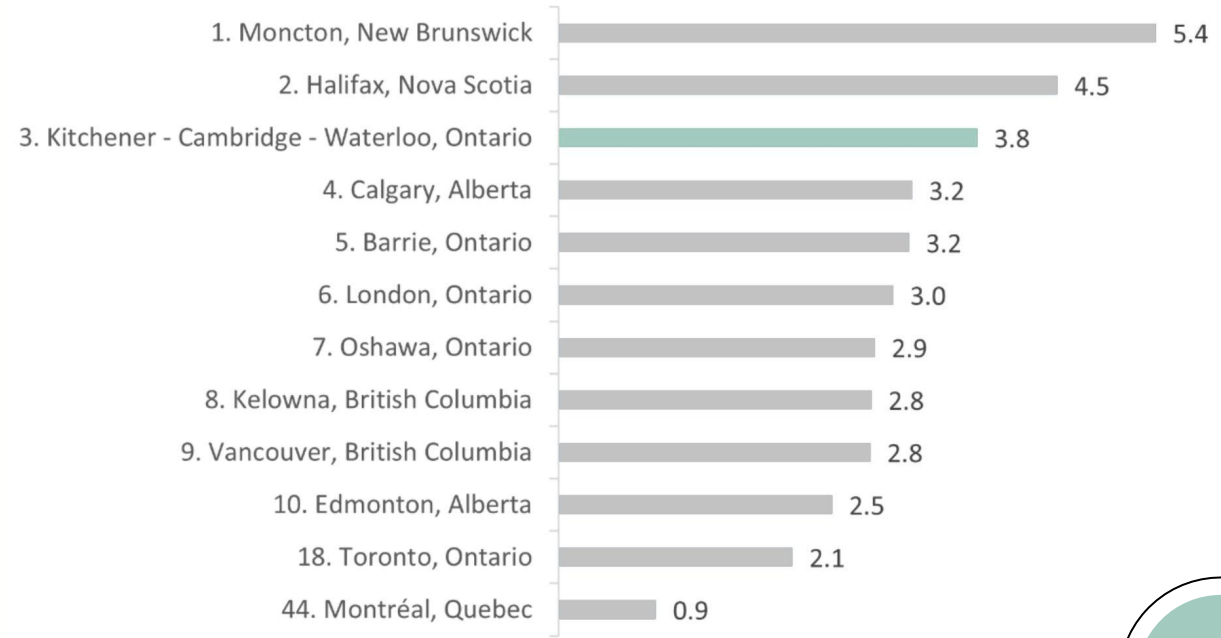 1. Moncton, New Brunswick 5.4
2. Halifax, Nova Scotia 4.5
3. Kitchener - Cambridge - Waterloo, Ontario 3.8
4. Calgary, Alberta 3.2
5. Barrie, Ontario 3.2
6. London, Ontario 3.0
7. Oshawa, Ontario 2.9
8. Kelowna, British Columbia 2.8
9. Vancouver, British Columbia 2.8
10. Edmonton, Alberta 2.5
18. Toronto, Ontario 2.1
44. Montréal, Quebec 0.9